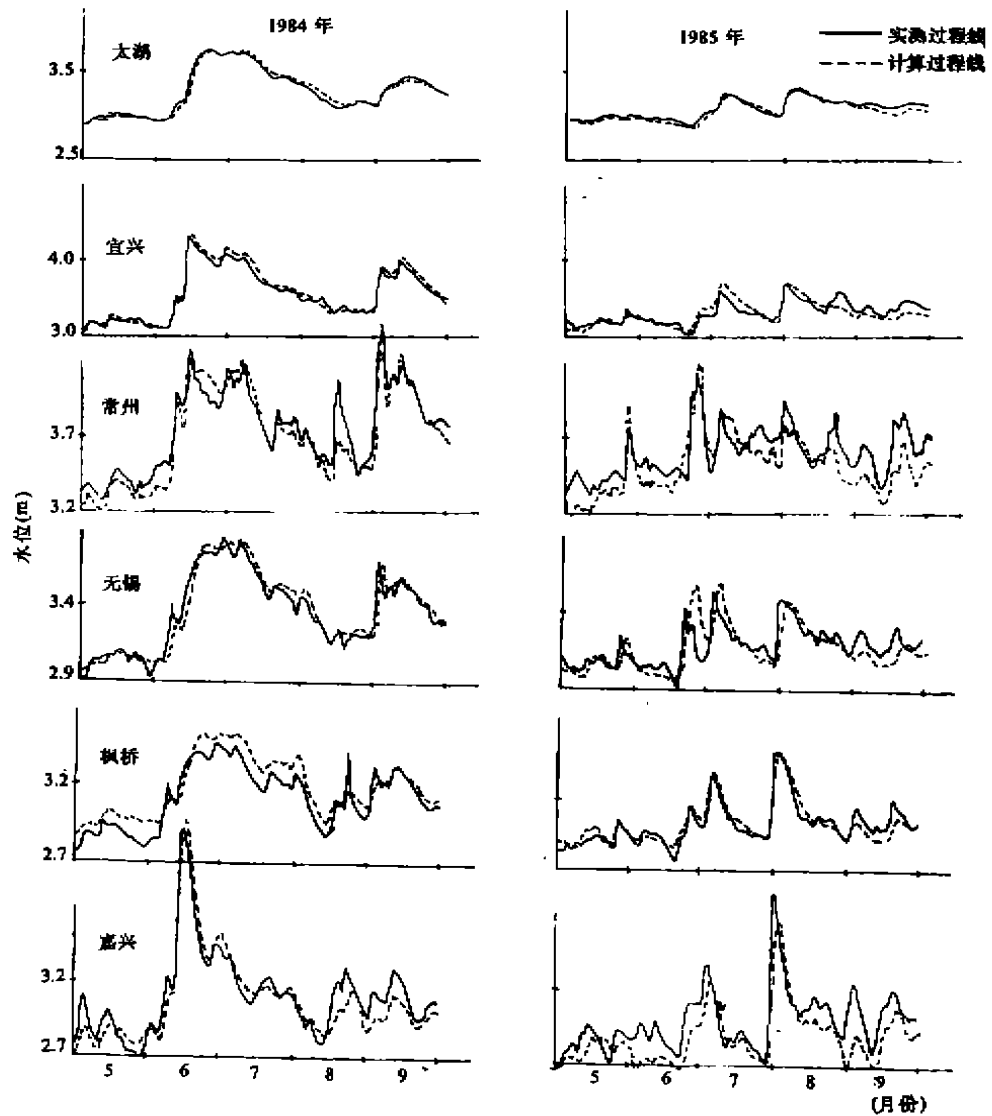 1984 年
1985 年
实测过程线
计算过程线
太湖
3.5
2.5
宜兴
4.0
3.0
常州
3.7
3.2
水位(m)
无锡
3.4
2.9
枫桥
3.2
2.7
嘉兴
3.2
2.7
5 6 7 8 9
5 6 7 8 9
(月份)